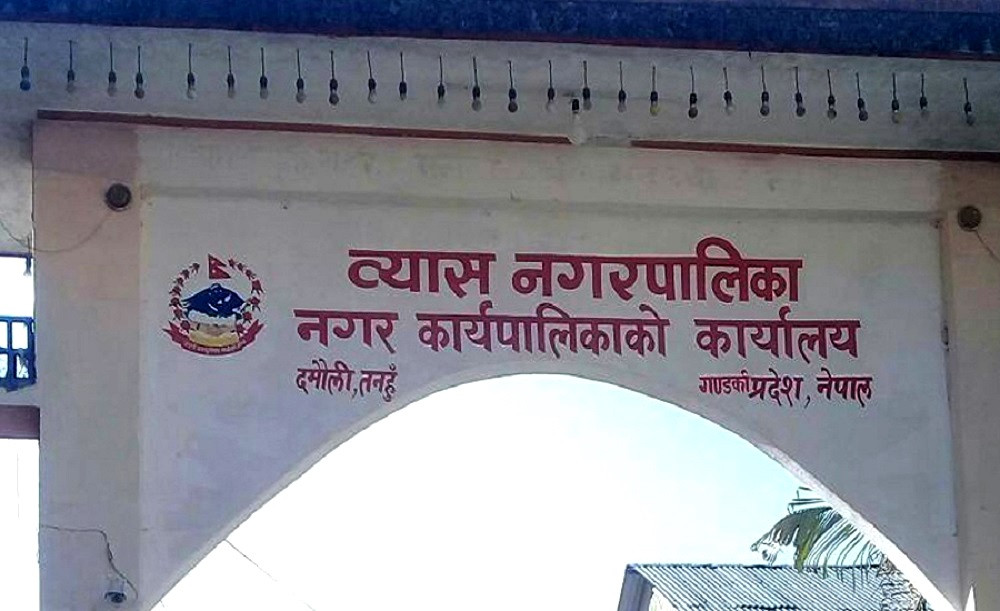 व्यास नगरपालिका
नगर कार्यपालिकाको कार्यालय
दमौली,तनहुँ
गण्डकी प्रदेश, नेपाल